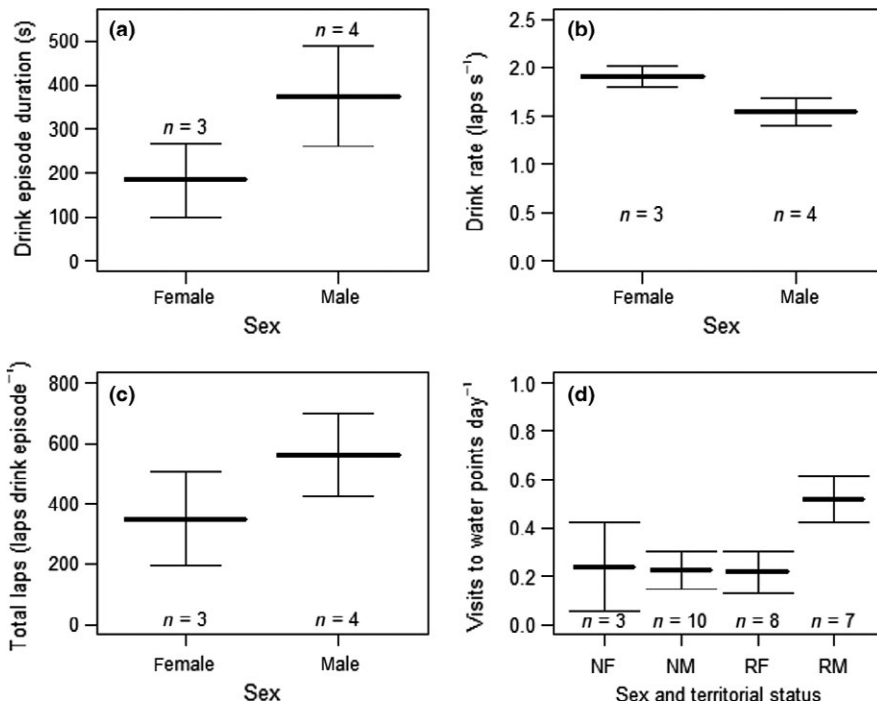 (a)
Drink episode duration (s)
500
400
300
200
100
0
n = 3
n = 4
Female Male
Sex
(b)
Drink rate (laps s⁻¹)
2.5
2.0
1.5
1.0
0.5
0.0
n = 3 n = 4
Female Male
Sex
(c)
Total laps (laps drink episode⁻¹)
800
600
400
200
0
n = 3 n = 4
Female Male
Sex
(d)
Visits to water points day⁻¹
1.0
0.8
0.6
0.4
0.2
0.0
n = 3 n = 10 n = 8 n = 7
NF NM RF RM
Sex and territorial status